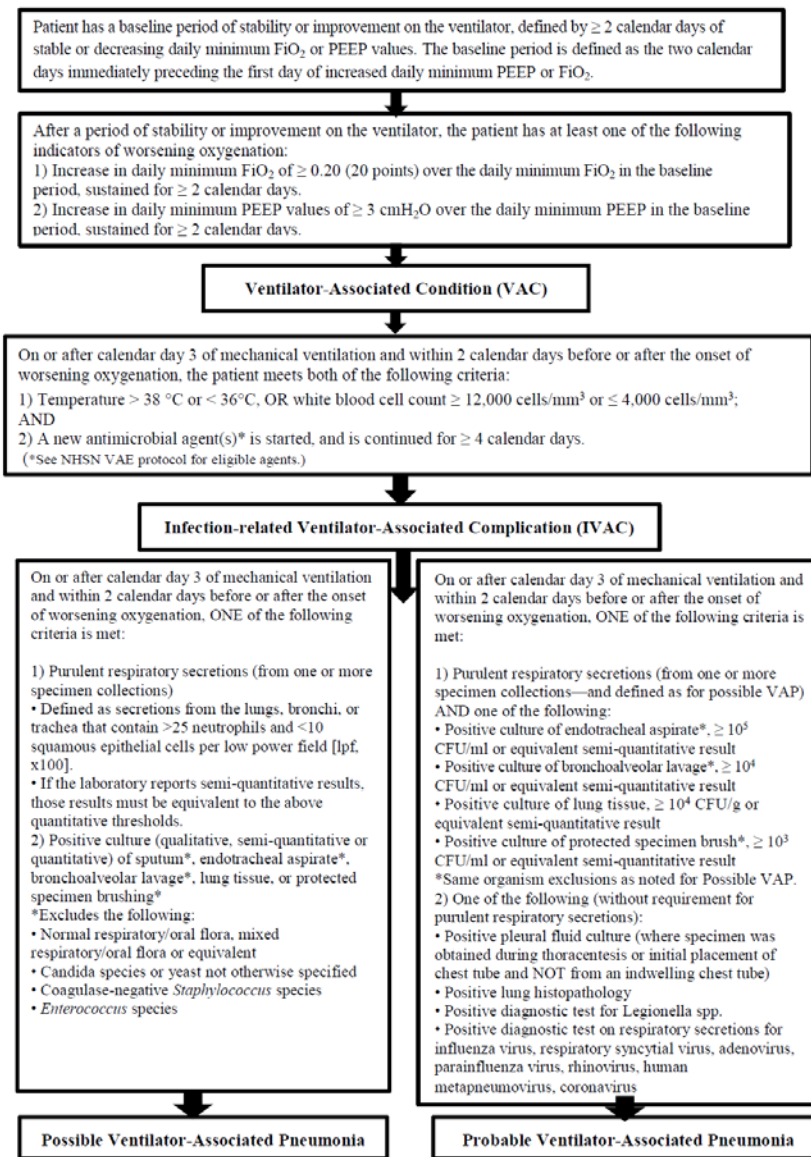 Patient has a baseline period of stability or improvement on the ventilator, defined by ≥ 2 calendar days of
stable or decreasing daily minimum FiO₂ or PEEP values. The baseline period is defined as the two calendar
days immediately preceding the first day of increased daily minimum PEEP or FiO₂.
After a period of stability or improvement on the ventilator, the patient has at least one of the following
indicators of worsening oxygenation:
1) Increase in daily minimum FiO₂ of ≥ 0.20 (20 points) over the daily minimum FiO₂ in the baseline
period, sustained for ≥ 2 calendar days.
2) Increase in daily minimum PEEP values of ≥ 3 cmH₂O over the daily minimum PEEP in the baseline
period, sustained for ≥ 2 calendar days.
Ventilator-Associated Condition (VAC)
On or after calendar day 3 of mechanical ventilation and within 2 calendar days before or after the onset of
worsening oxygenation, the patient meets both of the following criteria:
1) Temperature > 38 °C or < 36°C, OR white blood cell count ≥ 12,000 cells/mm³ or ≤ 4,000 cells/mm³;
AND
2) A new antimicrobial agent(s)* is started, and is continued for ≥ 4 calendar days.
(*See NHSN VAE protocol for eligible agents.)
Infection-related Ventilator-Associated Complication (IVAC)
On or after calendar day 3 of mechanical ventilation
and within 2 calendar days before or after the onset
of worsening oxygenation, ONE of the following
criteria is met:
1) Purulent respiratory secretions (from one or more
specimen collections)
• Defined as secretions from the lungs, bronchi, or
trachea that contain >25 neutrophils and <10
squamous epithelial cells per low power field [lpf,
x100].
• If the laboratory reports semi-quantitative results,
those results must be equivalent to the above
quantitative thresholds.
2) Positive culture (qualitative, semi-quantitative or
quantitative) of sputum*, endotracheal aspirate*,
bronchoalveolar lavage*, lung tissue, or protected
specimen brushing*
*Excludes the following:
• Normal respiratory/oral flora, mixed
respiratory/oral flora or equivalent
• Candida species or yeast not otherwise specified
• Coagulase-negative Staphylococcus species
• Enterococcus species
Possible Ventilator-Associated Pneumonia
On or after calendar day 3 of mechanical ventilation and
within 2 calendar days before or after the onset of
worsening oxygenation, ONE of the following criteria is
met:
1) Purulent respiratory secretions (from one or more
specimen collections—and defined as for possible VAP)
AND one of the following:
• Positive culture of endotracheal aspirate*, ≥ 10⁵
CFU/ml or equivalent semi-quantitative result
• Positive culture of bronchoalveolar lavage*, ≥ 10⁴
CFU/ml or equivalent semi-quantitative result
• Positive culture of lung tissue, ≥ 10⁴ CFU/g or
equivalent semi-quantitative result
• Positive culture of protected specimen brush*, ≥ 10³
CFU/ml or equivalent semi-quantitative result
*Same organism exclusions as noted for Possible VAP.
2) One of the following (without requirement for
purulent respiratory secretions):
• Positive pleural fluid culture (where specimen was
obtained during thoracentesis or initial placement of
chest tube and NOT from an indwelling chest tube)
• Positive lung histopathology
• Positive diagnostic test for Legionella spp.
• Positive diagnostic test on respiratory secretions for
influenza virus, respiratory syncytial virus, adenovirus,
parainfluenza virus, rhinovirus, human
metapneumovirus, coronavirus
Probable Ventilator-Associated Pneumonia